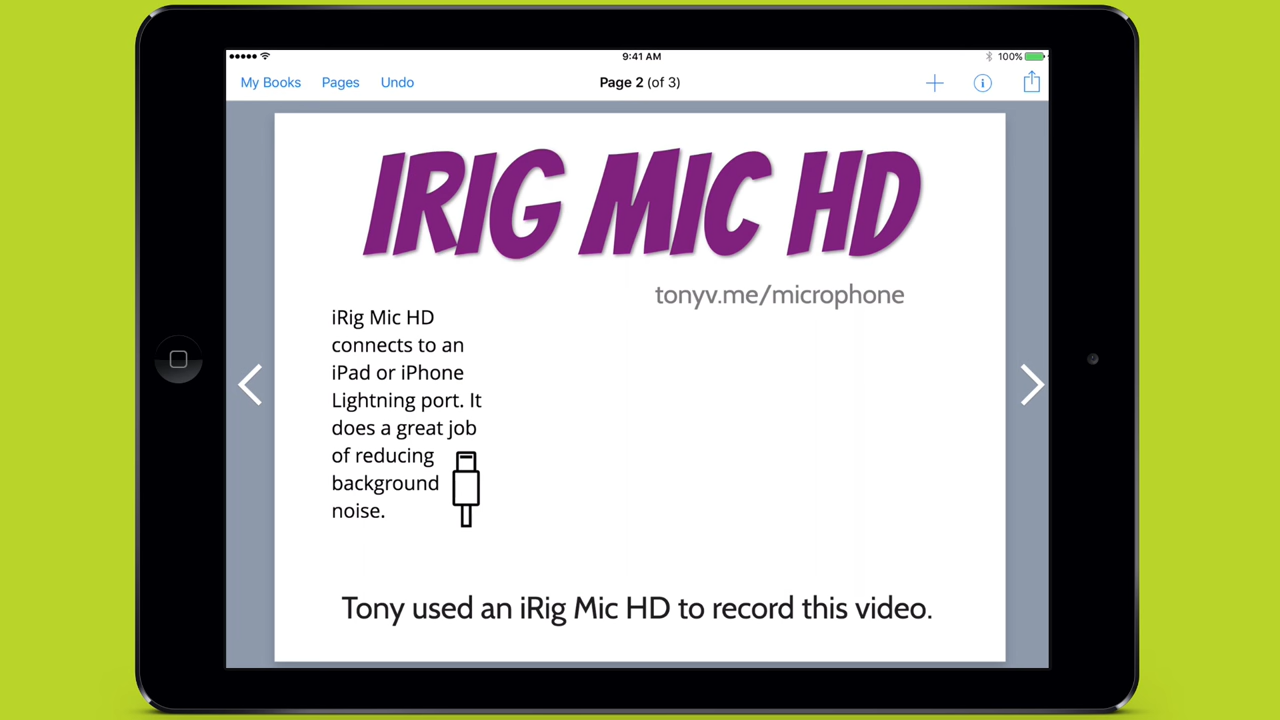 9:41 AM
100%
My Books
Pages
Undo
Page 2 (of 3)
IRIG MIC HD
tonyv.me/microphone
iRig Mic HD
connects to an
iPad or iPhone
Lightning port. It
does a great job
of reducing
background
noise.
Tony used an iRig Mic HD to record this video.